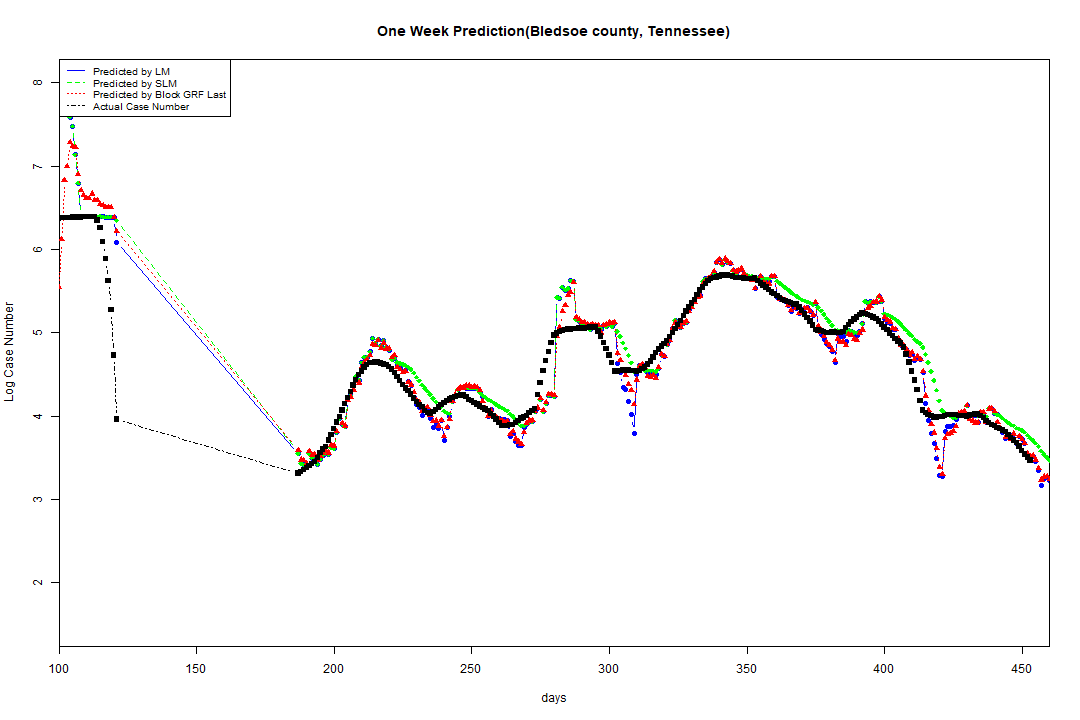 One Week Prediction(Bledsoe county, Tennessee)
Predicted by LM
Predicted by SLM
Predicted by Block GRF Last
Actual Case Number
Log Case Number
8
7
6
5
4
3
2
100 150 200 250 300 350 400 450
days